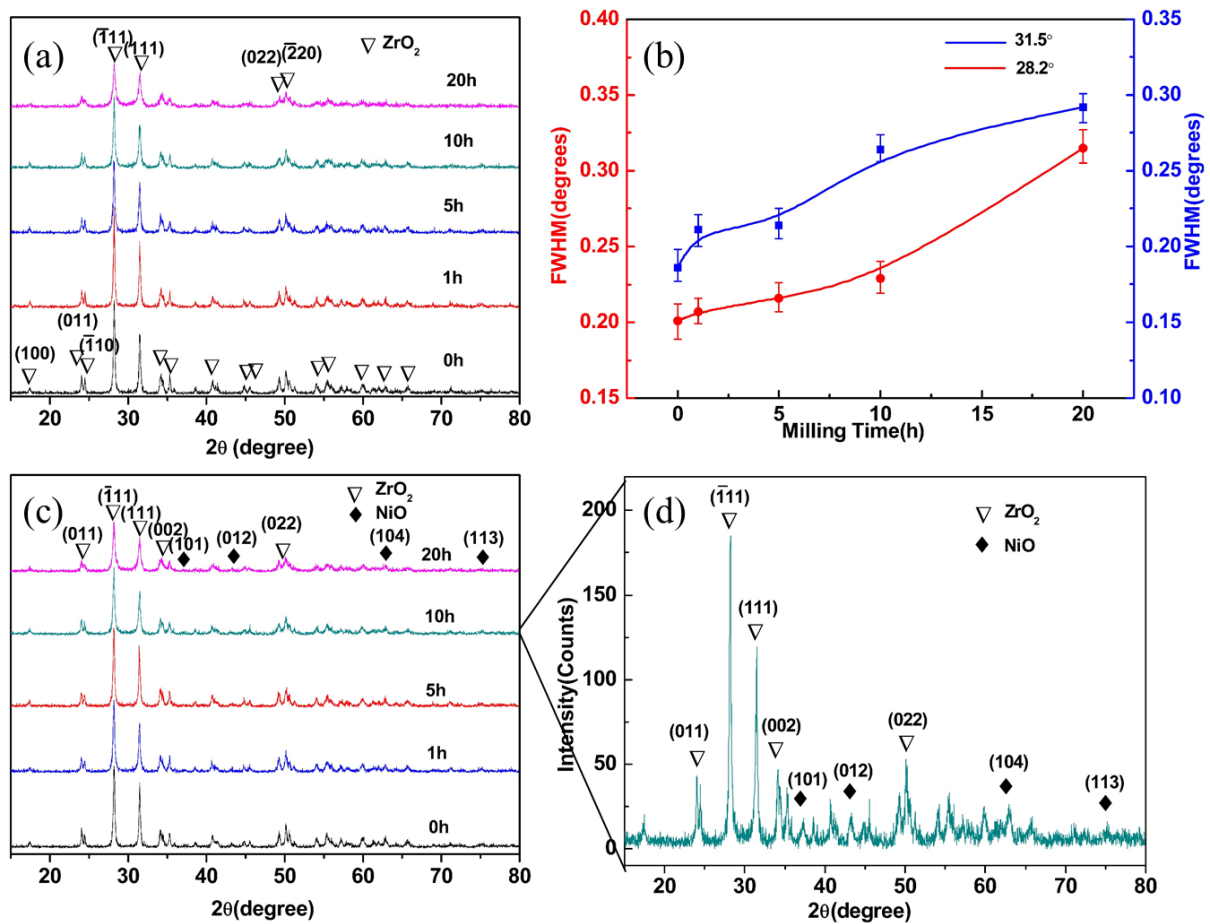 (a)
(1̅11)
(111)
(022)
(2̅20)
ZrO2
20h
10h
5h
1h
0h
(011)
(1̅10)
(100)
15 20 30 40 50 60 70 80
2θ (degree)
(b)
31.5°
28.2°
FWHM(degrees)
0.40
0.35
0.30
0.25
0.20
0.15
FWHM(degrees)
0.35
0.30
0.25
0.20
0.15
0.10
0 5 10 15 20
Milling Time(h)
(c)
ZrO2
NiO
(1̅11)
(111)
(011)
(002)
(101)
(012)
(022)
(104)
(113)
20h
10h
5h
1h
0h
20 30 40 50 60 70 80
2θ(degree)
(d)
ZrO2
NiO
(1̅11)
(111)
(011)
(002)
(101)
(012)
(022)
(104)
(113)
Intensity(Counts)
200
150
100
50
0
20 30 40 50 60 70 80
2θ(degree)